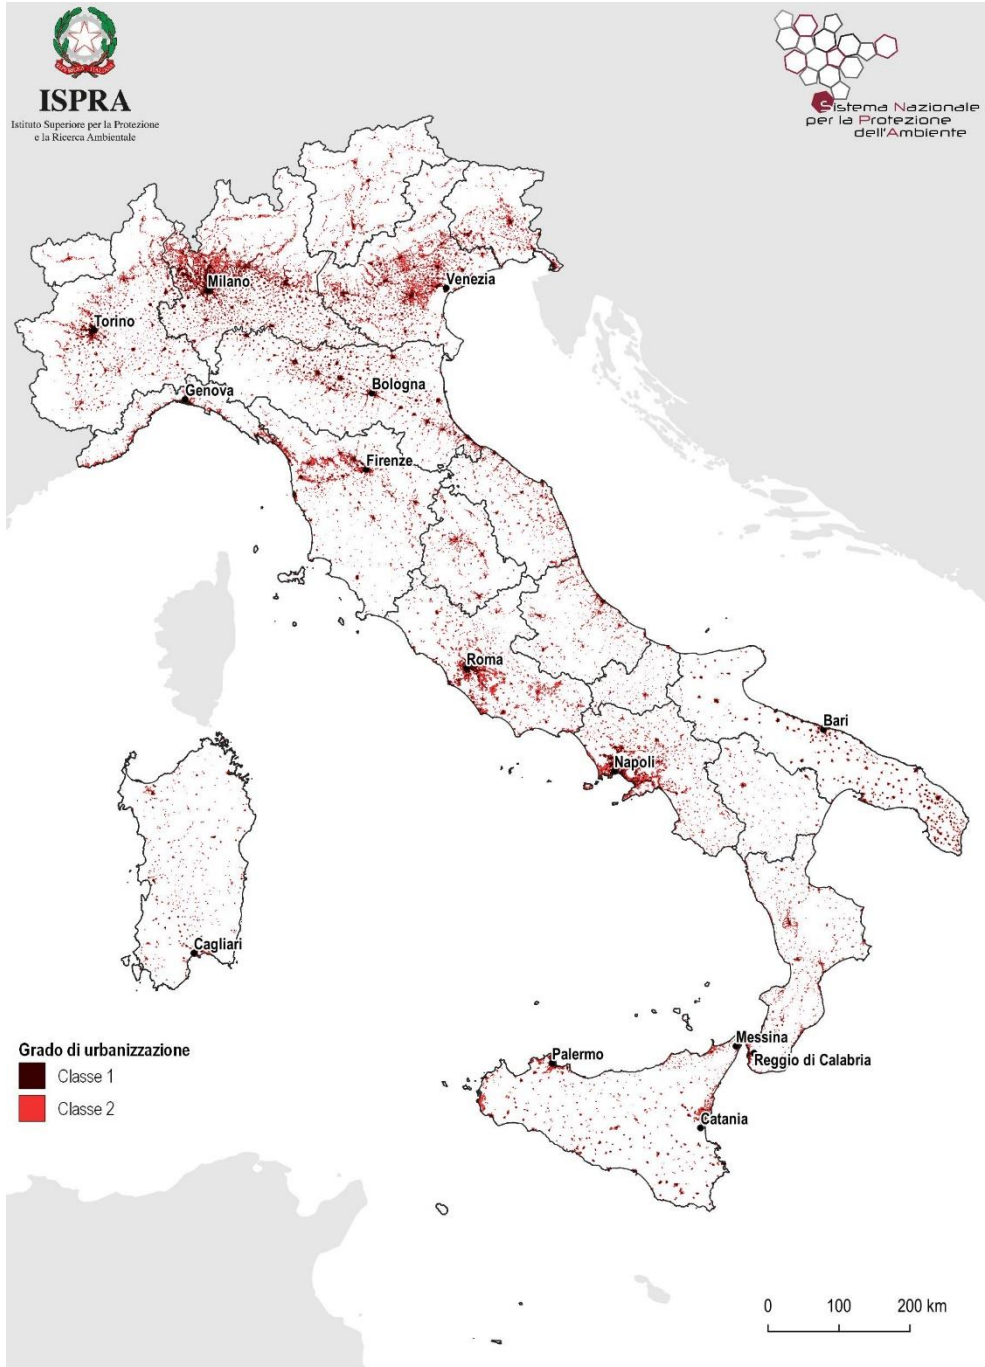 ISPRA
Istituto Superiore per la Protezione
e la Ricerca Ambientale
Sistema Nazionale
per la Protezione
dell'Ambiente
Milano
Venezia
Torino
Bologna
Genova
Firenze
Roma
Bari
Napoli
Cagliari
Messina
Palermo
Reggio di Calabria
Catania
Grado di urbanizzazione
Classe 1
Classe 2
0 100 200 km